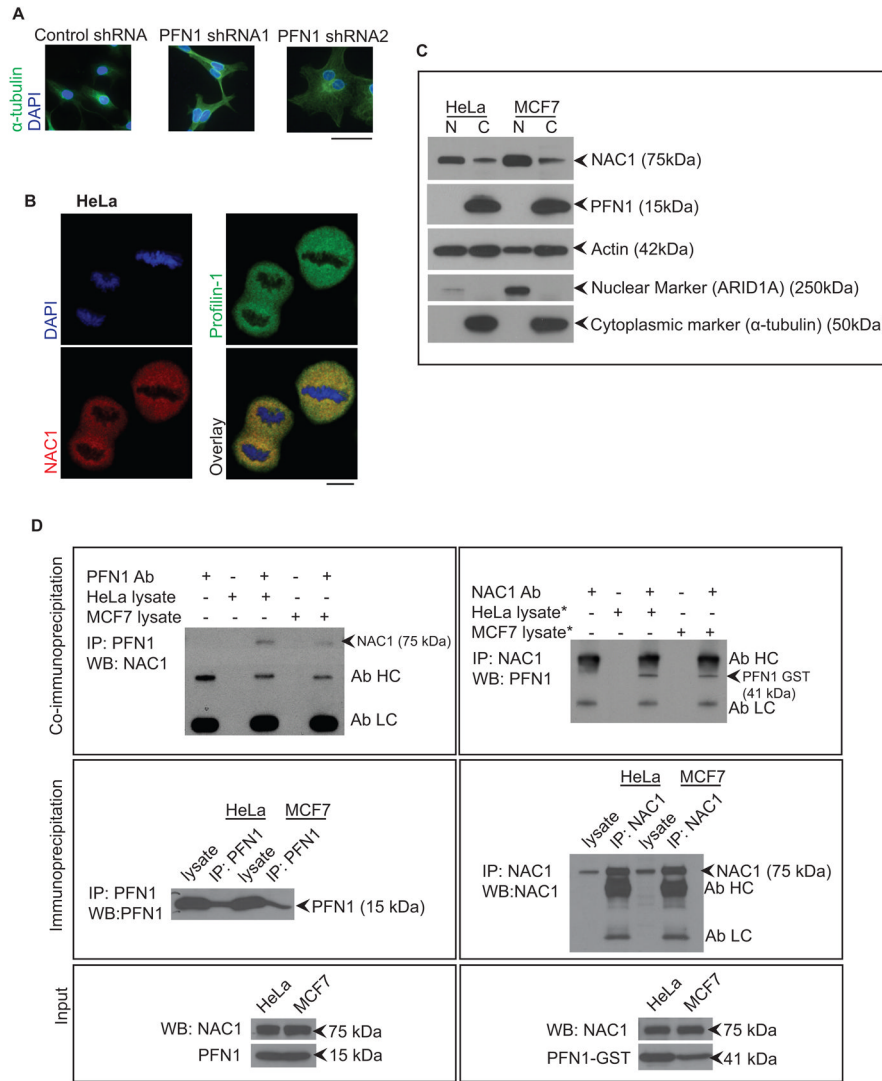 A
Control shRNA PFN1 shRNA1 PFN1 shRNA2
α-tubulin
DAPI
B
HeLa
DAPI
Profilin-1
NAC1
Overlay
C
HeLa MCF7
N C N C
NAC1 (75kDa)
PFN1 (15kDa)
Actin (42kDa)
Nuclear Marker (ARID1A) (250kDa)
Cytoplasmic marker (α-tubulin) (50kDa
D
Co-immunoprecipitation
PFN1 Ab + - + - +
HeLa lysate - + + - -
MCF7 lysate - - - + +
IP: PFN1
WB: NAC1
NAC1 (75 kDa)
Ab HC
Ab LC
NAC1 Ab + - + - +
HeLa lysate* - + + - -
MCF7 lysate* - - - + +
IP: NAC1
WB: PFN1
Ab HC
PFN1 GST
(41 kDa)
Ab LC
Immunoprecipitation
HeLa MCF7
lysate IP: PFN1 lysate IP: PFN1
IP: PFN1
WB:PFN1
PFN1 (15 kDa)
HeLa MCF7
lysate IP: NAC1 lysate IP: NAC1
IP: NAC1
WB:NAC1
NAC1 (75 kDa)
Ab HC
Ab LC
Input
HeLa MCF7
WB: NAC1 75 kDa
PFN1 15 kDa
HeLa MCF7
WB: NAC1 75 kDa
PFN1-GST 41 kDa